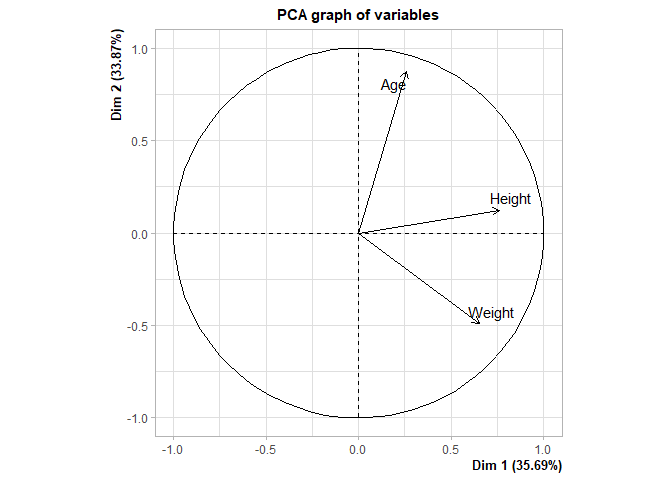 PCA graph of variables
Dim 2 (33.87%)
1.0
0.5
0.0
-0.5
-1.0
Age
Height
Weight
-1.0 -0.5 0.0 0.5 1.0
Dim 1 (35.69%)